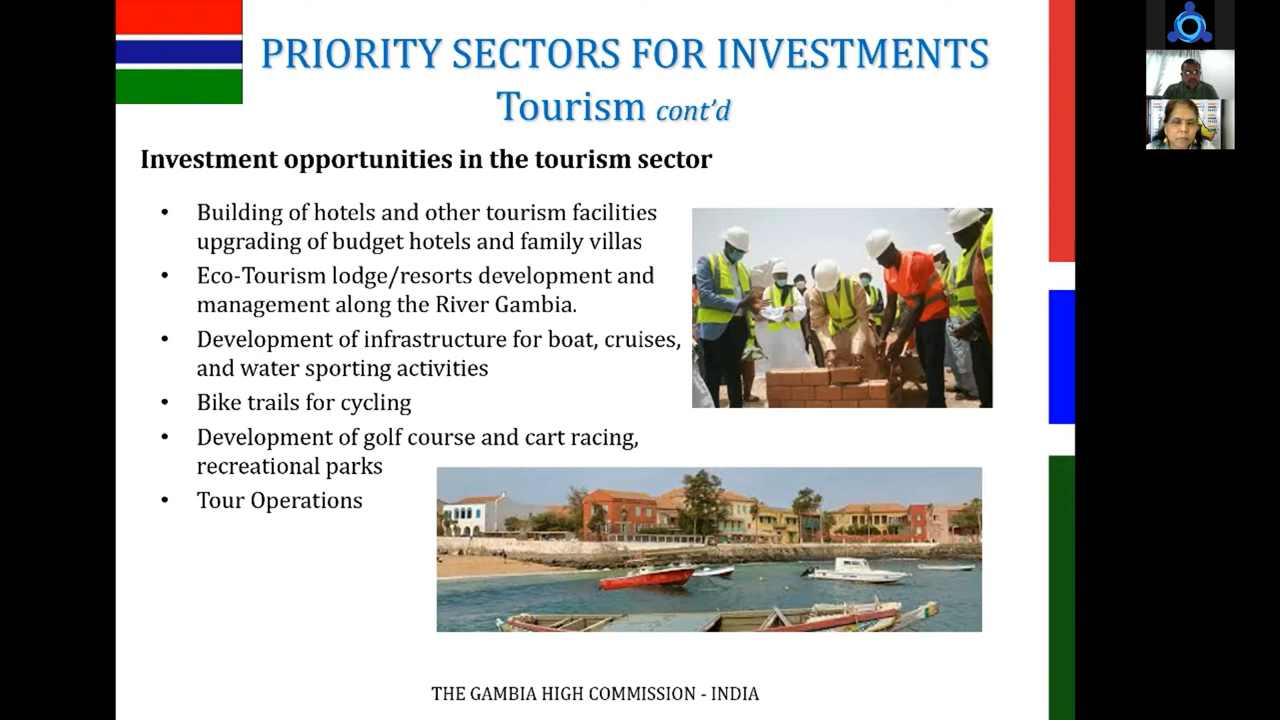 PRIORITY SECTORS FOR INVESTMENTS
Tourism cont'd
Investment opportunities in the tourism sector
• Building of hotels and other tourism facilities
upgrading of budget hotels and family villas
• Eco-Tourism lodge/resorts development and
management along the River Gambia.
• Development of infrastructure for boat, cruises,
and water sporting activities
• Bike trails for cycling
• Development of golf course and cart racing,
recreational parks
• Tour Operations
THE GAMBIA HIGH COMMISSION - INDIA